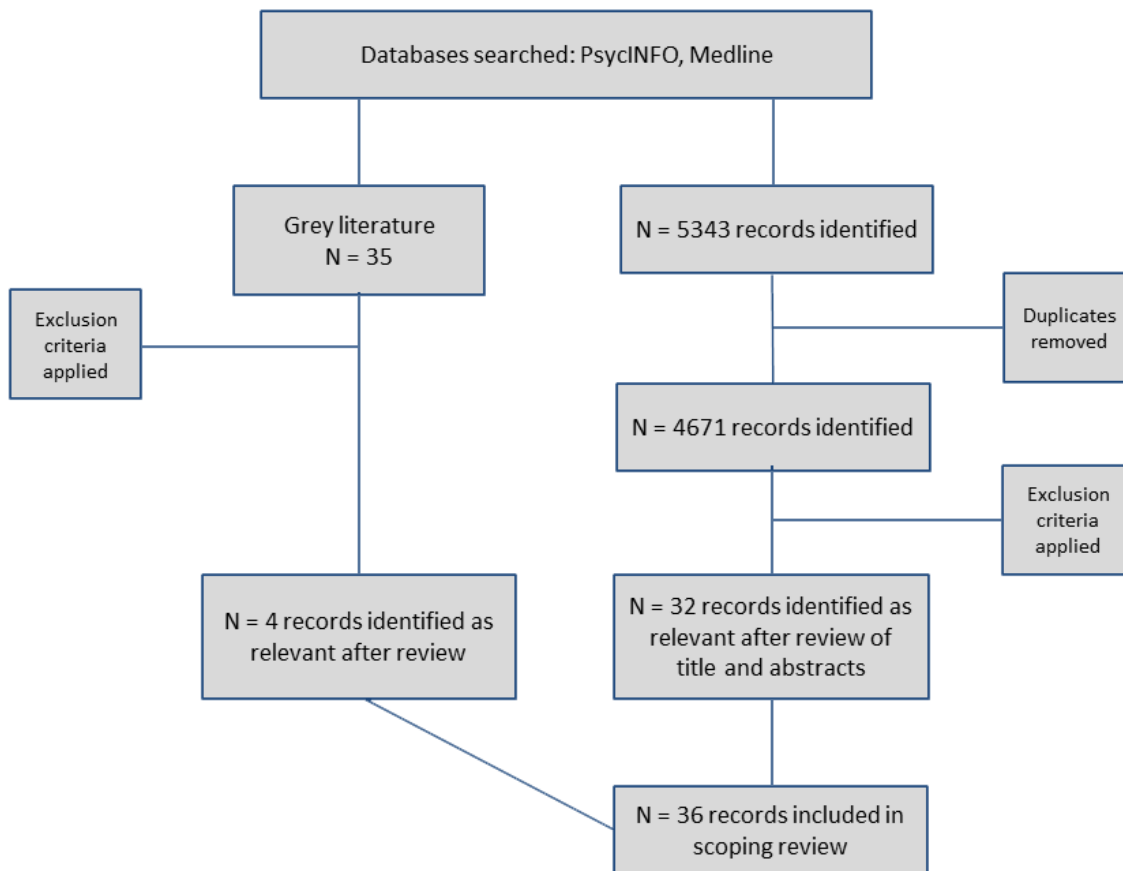 Databases searched: PsycINFO, Medline
Grey literature
N = 35
N = 5343 records identified
Exclusion
criteria
applied
Duplicates
removed
N = 4671 records identified
Exclusion
criteria
applied
N = 4 records identified as
relevant after review
N = 32 records identified as
relevant after review of
title and abstracts
N = 36 records included in
scoping review